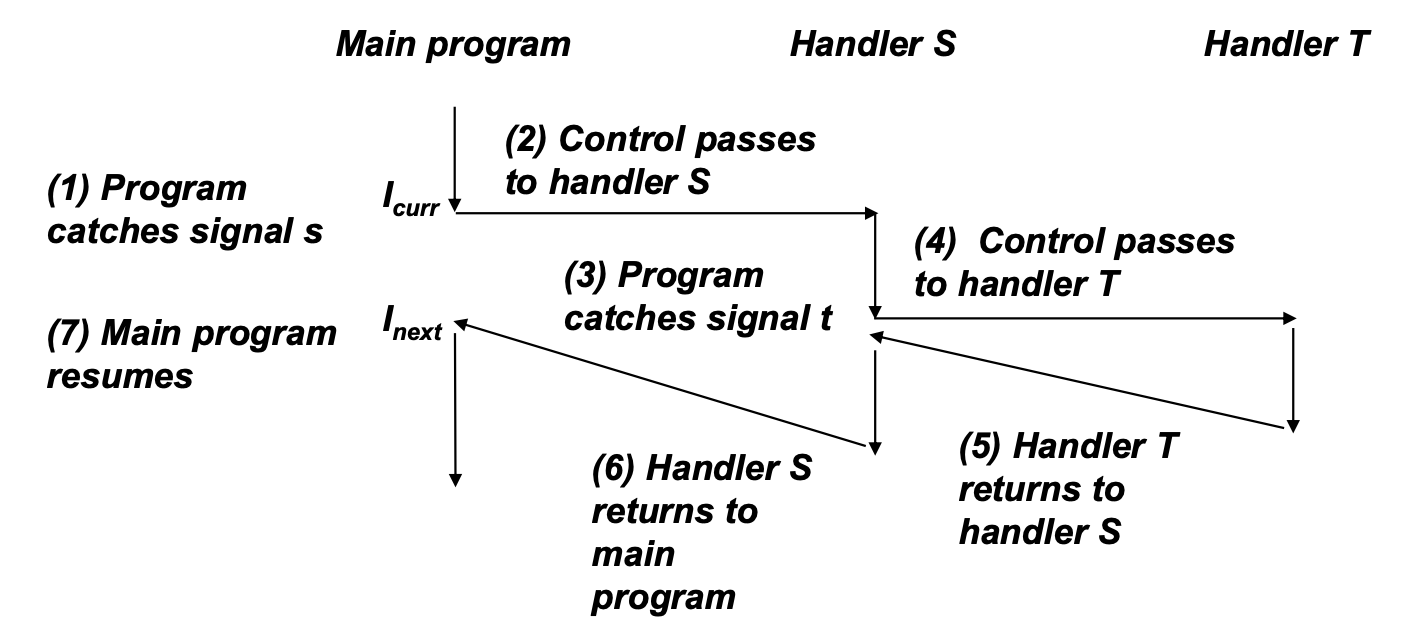 Main program
Handler S
Handler T
(1) Program
catches signal s
I curr
(2) Control passes
to handler S
(3) Program
catches signal t
(4) Control passes
to handler T
(5) Handler T
returns to
handler S
(6) Handler S
returns to
main
program
(7) Main program
resumes
I next